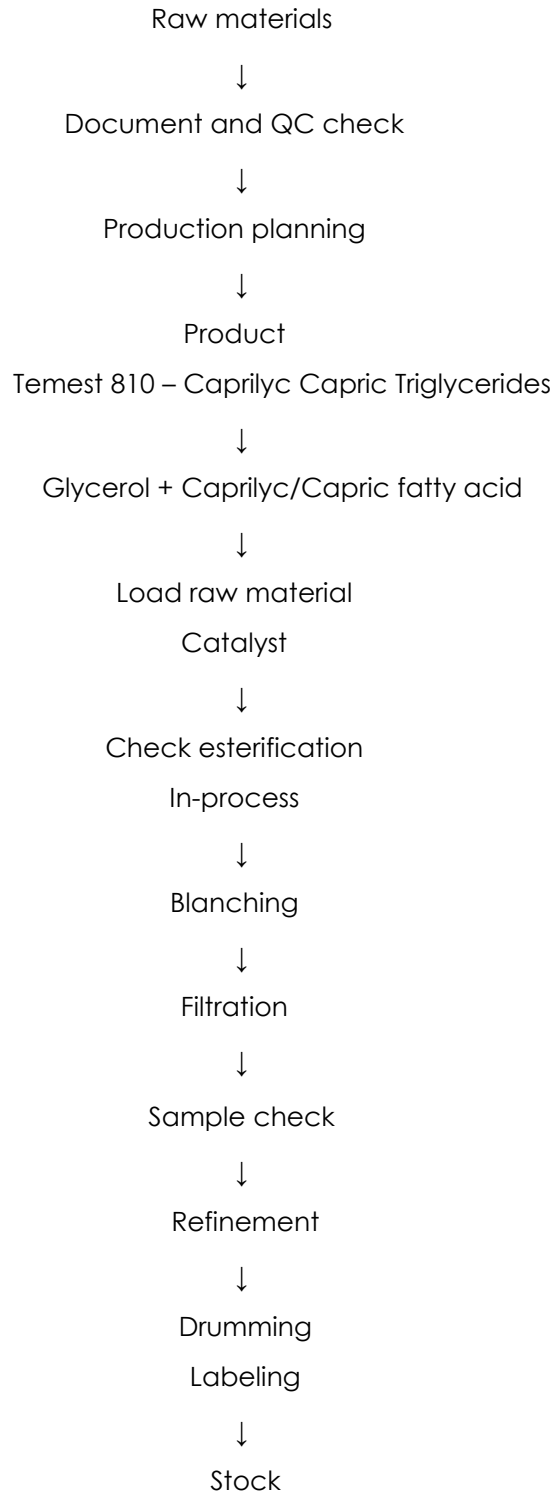 Raw materials
↓
Document and QC check
↓
Production planning
↓
Product
Temest 810 – Caprilyc Capric Triglycerides
↓
Glycerol + Caprilyc/Capric fatty acid
↓
Load raw material
Catalyst
↓
Check esterification
In-process
↓
Blanching
↓
Filtration
↓
Sample check
↓
Refinement
↓
Drumming
Labeling
↓
Stock